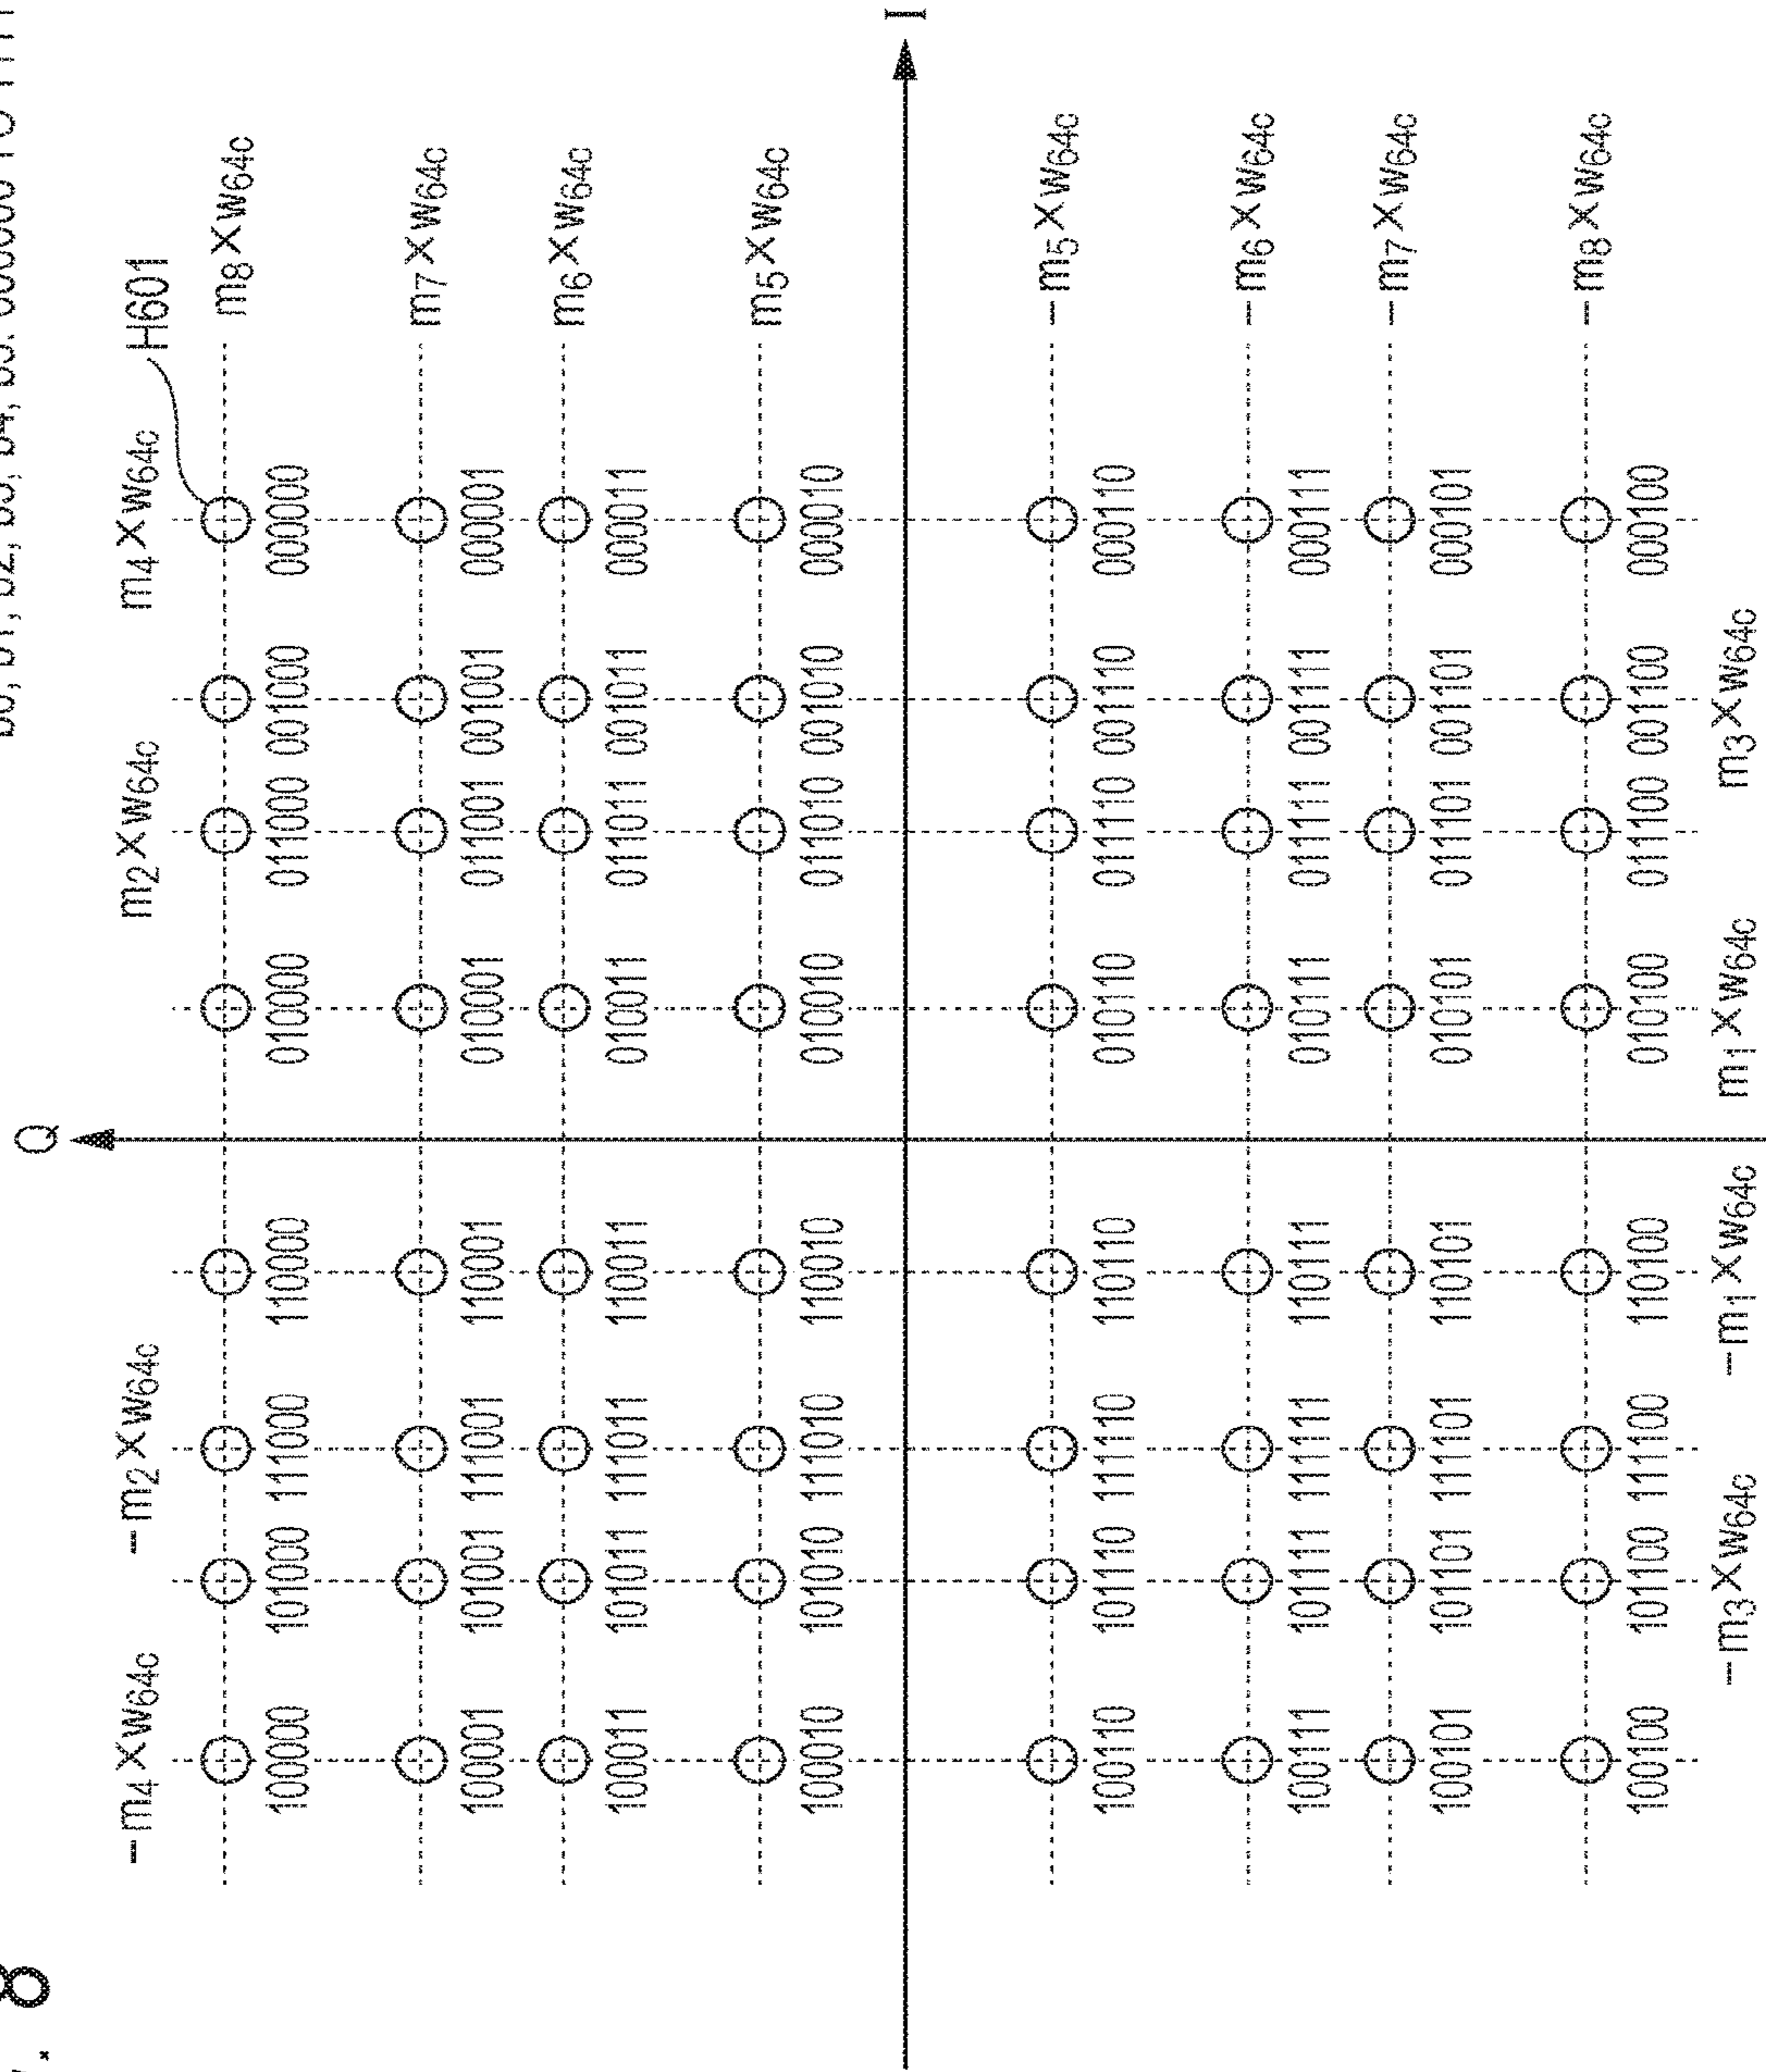 8
b0, b1, b2, b3, b4, b5: 000000 TO
Q
−m4×w64c −m2×w64c m2×w64c m4×w64c
H601
m8×w64c
100000 101000 111000 110000 010000 011000 001000 000000
m7×w64c
100001 101001 111001 110001 010001 011001 001001 000001
m6×w64c
100011 101011 111011 110011 010011 011011 001011 000011
m5×w64c
100010 101010 111010 110010 010010 011010 001010 000010
I
−m5×w64c
100110 101110 111110 110110 010110 011110 001110 000110
−m6×w64c
100111 101111 111111 110111 010111 011111 001111 000111
−m7×w64c
100101 101101 111101 110101 010101 011101 001101 000101
−m8×w64c
100100 101100 111100 110100 010100 011100 001100 000100
−m3×w64c −m1×w64c m1×w64c m3×w64c